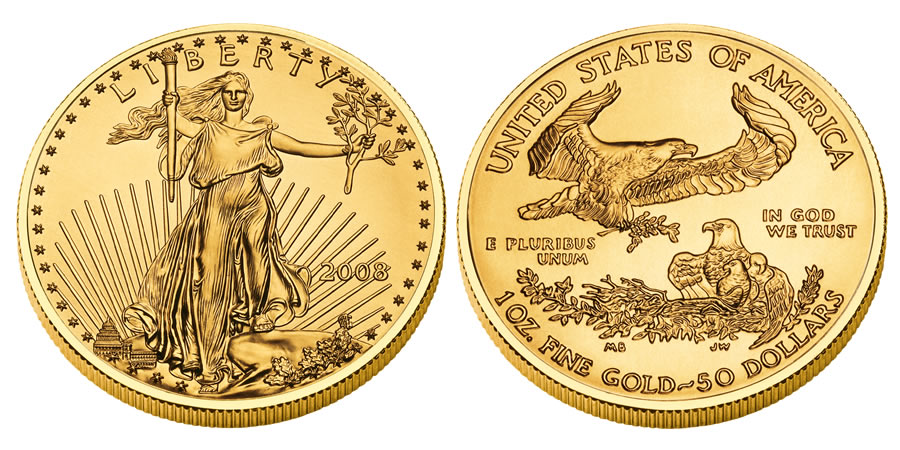 LIBERTY
2008
UNITED STATES OF AMERICA
E PLURIBUS
UNUM
IN GOD
WE TRUST
MB
JW
1 OZ. FINE GOLD~50 DOLLARS